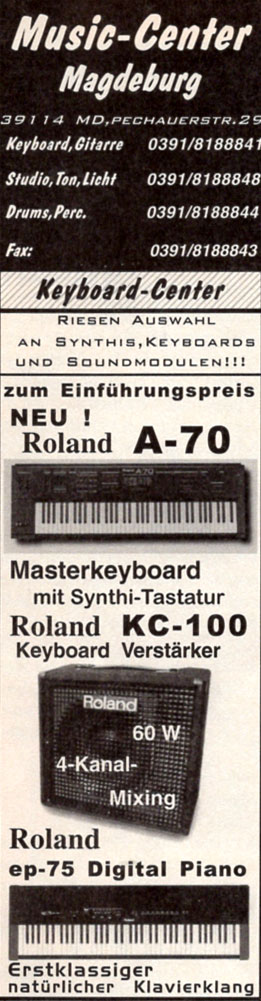 Music-Center
Magdeburg
39114 MD,PECHAUERSTR.29
Keyboard,Gitarre 0391/8188841
Studio,Ton,Licht 0391/8188848
Drums,Perc. 0391/8188844
Fax: 0391/8188843
Keyboard-Center
RIESEN AUSWAHL
AN SYNTHIS,KEYBOARDS
UND SOUNDMODULEN!!!
zum Einführungspreis
NEU !
Roland A-70
A-70
Masterkeyboard
mit Synthi-Tastatur
Roland KC-100
Keyboard Verstärker
Roland
60 W
4-Kanal-
Mixing
Roland
ep-75 Digital Piano
Erstklassiger
natürlicher Klavierklang